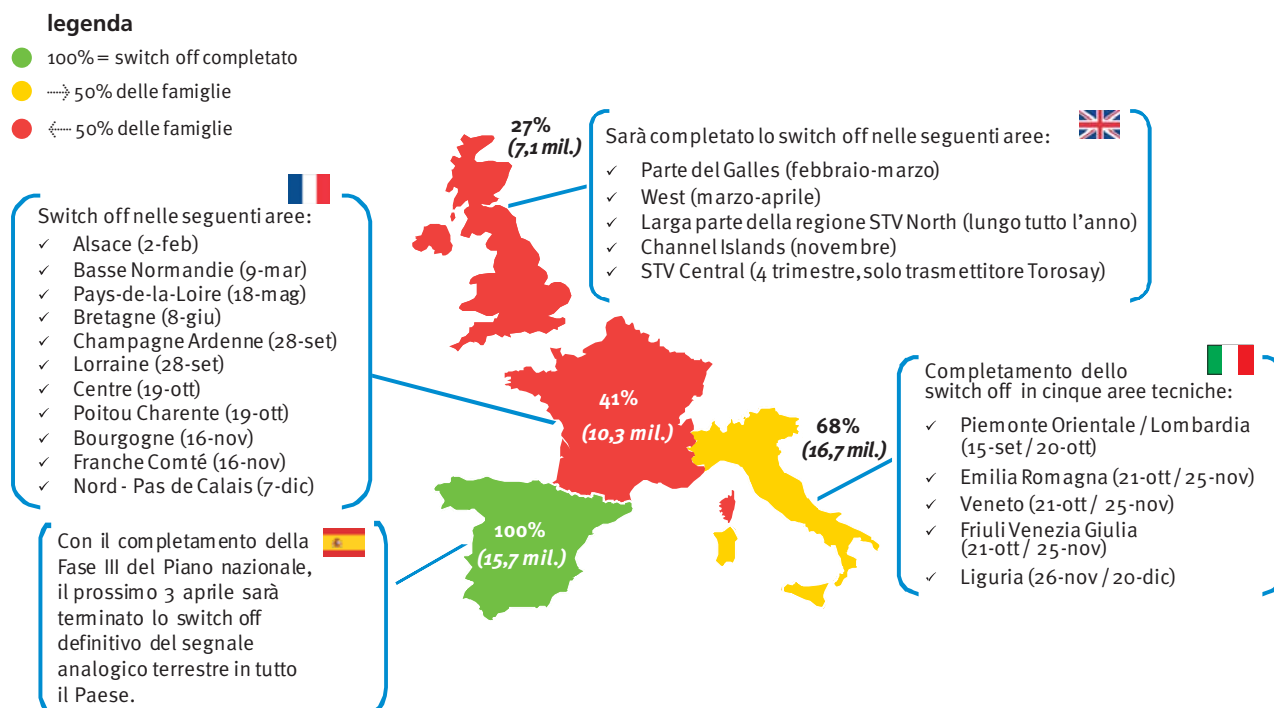 legenda
100% = switch off completato
50% delle famiglie
50% delle famiglie
27%
(7,1 mil.)
Sarà completato lo switch off nelle seguenti aree:
✓ Parte del Galles (febbraio-marzo)
✓ West (marzo-aprile)
✓ Larga parte della regione STV North (lungo tutto l'anno)
✓ Channel Islands (novembre)
✓ STV Central (4 trimestre, solo trasmettitore Torosay)
Switch off nelle seguenti aree:
✓ Alsace (2-feb)
✓ Basse Normandie (9-mar)
✓ Pays-de-la-Loire (18-mag)
✓ Bretagne (8-giu)
✓ Champagne Ardenne (28-set)
✓ Lorraine (28-set)
✓ Centre (19-ott)
✓ Poitou Charente (19-ott)
✓ Bourgogne (16-nov)
✓ Franche Comté (16-nov)
✓ Nord - Pas de Calais (7-dic)
41%
(10,3 mil.)
68%
(16,7 mil.)
Completamento dello
switch off in cinque aree tecniche:
✓ Piemonte Orientale / Lombardia
(15-set / 20-ott)
✓ Emilia Romagna (21-ott / 25-nov)
✓ Veneto (21-ott / 25-nov)
✓ Friuli Venezia Giulia
(21-ott / 25-nov)
✓ Liguria (26-nov / 20-dic)
100%
(15,7 mil.)
Con il completamento della
Fase III del Piano nazionale,
il prossimo 3 aprile sarà
terminato lo switch off
definitivo del segnale
analogico terrestre in tutto
il Paese.